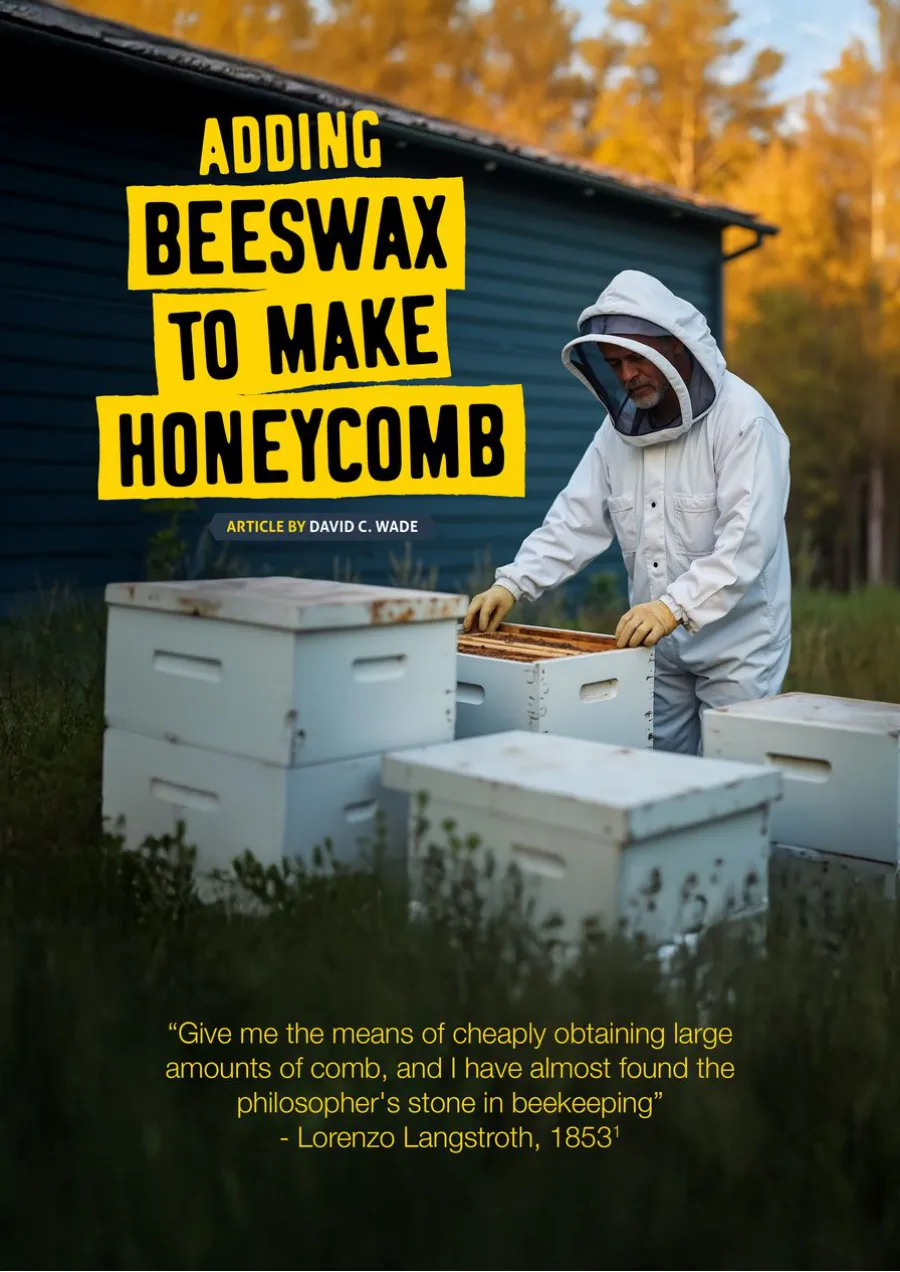 ADDING
BEESWAX
TO MAKE
HONEYCOMB
ARTICLE BY DAVID C. WADE
“Give me the means of cheaply obtaining large
amounts of comb, and I have almost found the
philosopher's stone in beekeeping”
- Lorenzo Langstroth, 1853¹